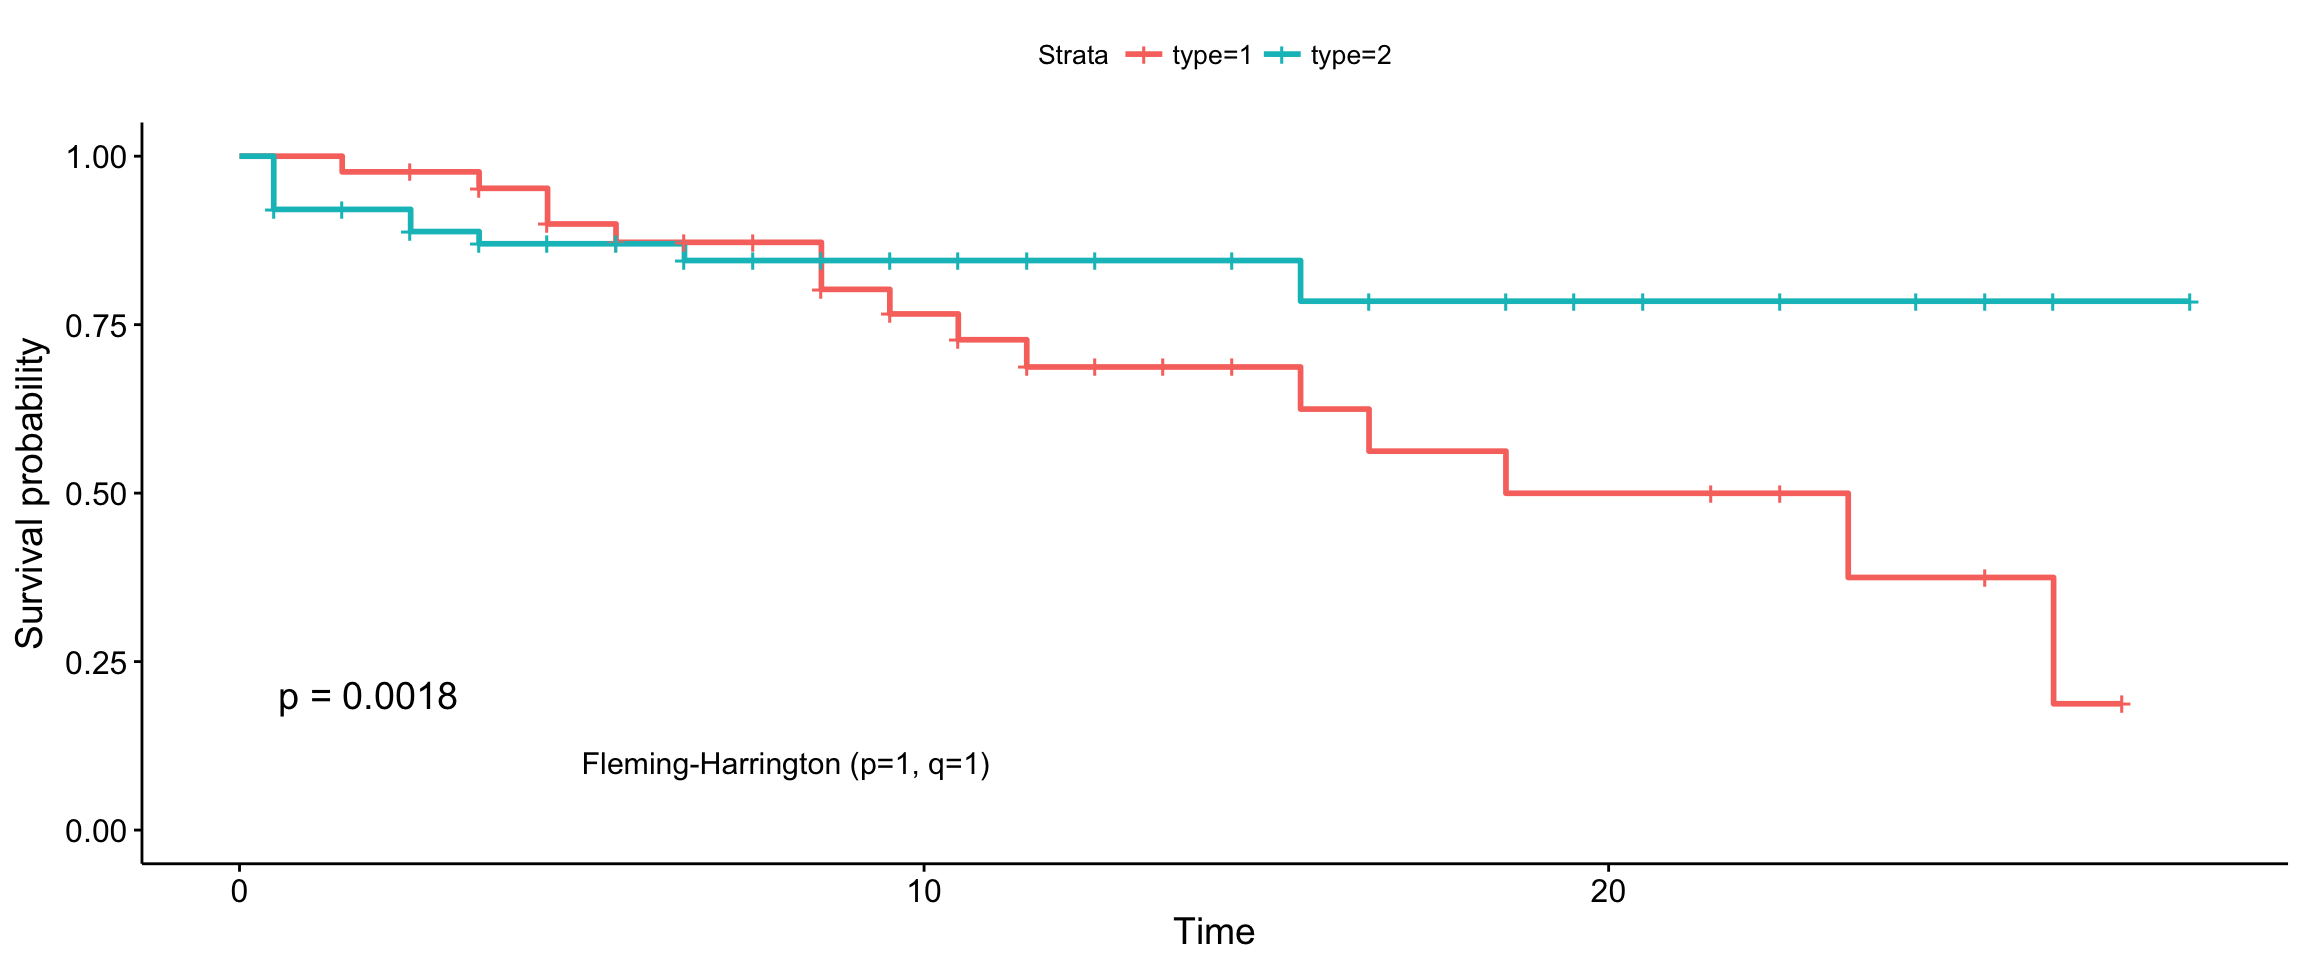 Strata type=1 type=2
1.00
0.75
0.50
0.25
0.00
Survival probability
p = 0.0018
Fleming-Harrington (p=1, q=1)
0 10 20
Time